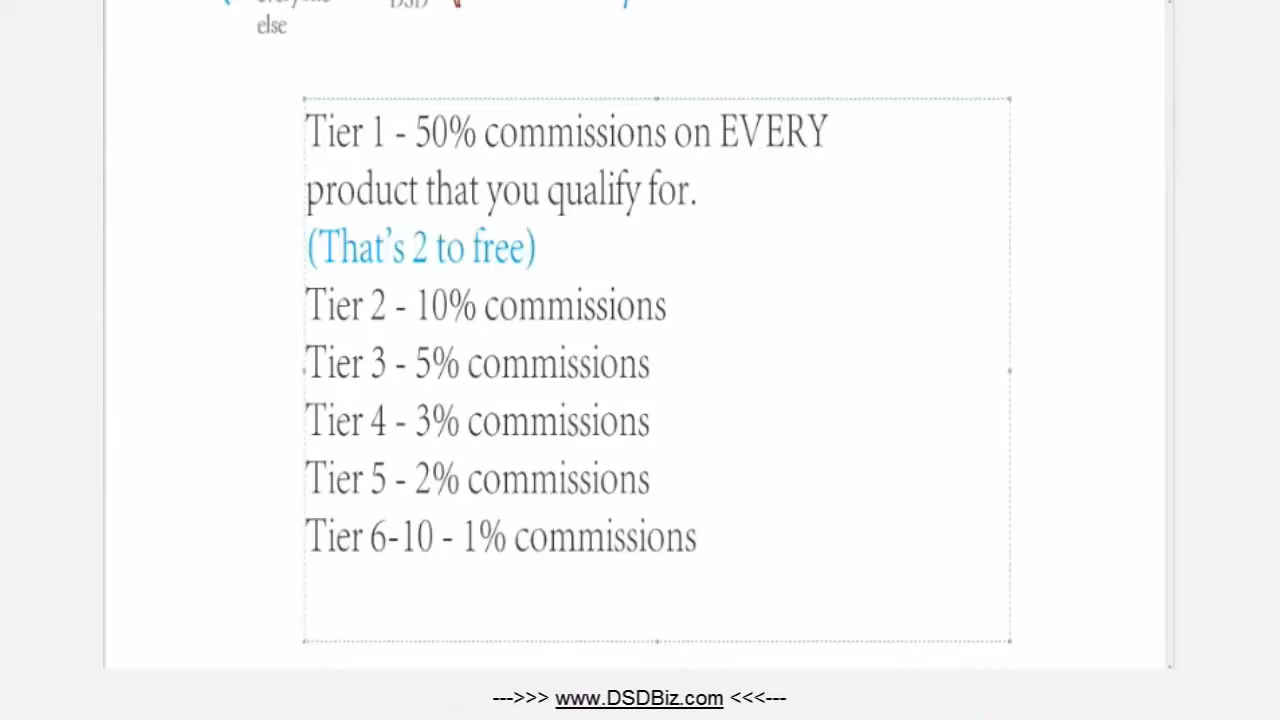 else
Tier 1 - 50% commissions on EVERY
product that you qualify for.
(That's 2 to free)
Tier 2 - 10% commissions
Tier 3 - 5% commissions
Tier 4 - 3% commissions
Tier 5 - 2% commissions
Tier 6-10 - 1% commissions
--->>> www.DSDBiz.com <<<---